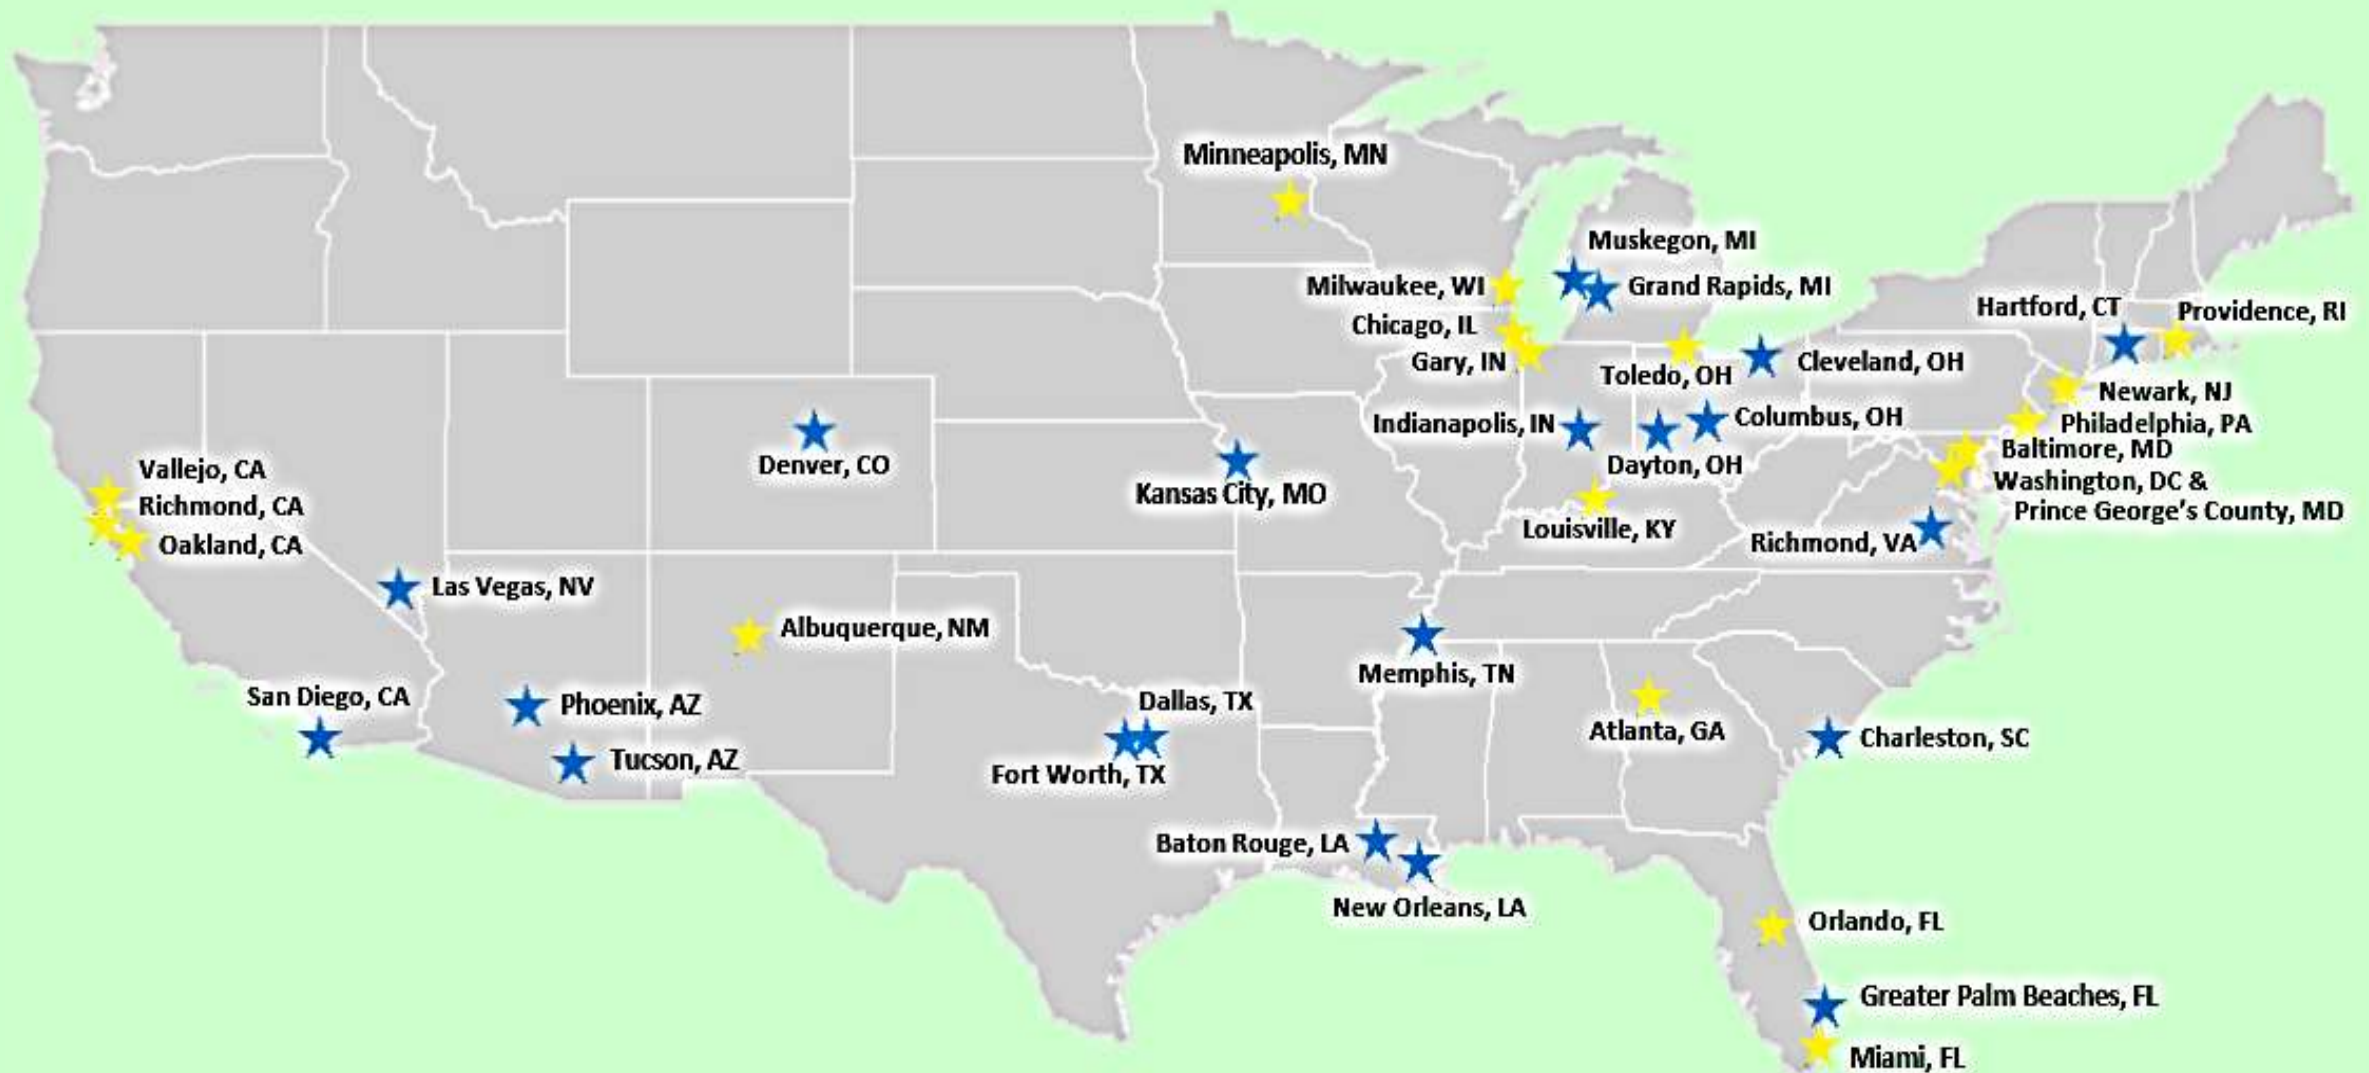 Minneapolis, MN
Muskegon, MI
Milwaukee, WI
Grand Rapids, MI
Hartford, CT
Providence, RI
Chicago, IL
Gary, IN
Toledo, OH
Cleveland, OH
Newark, NJ
Indianapolis, IN
Columbus, OH
Philadelphia, PA
Baltimore, MD
Vallejo, CA
Denver, CO
Dayton, OH
Washington, DC &
Prince George's County, MD
Kansas City, MO
Richmond, CA
Louisville, KY
Richmond, VA
Oakland, CA
Las Vegas, NV
Albuquerque, NM
Memphis, TN
San Diego, CA
Phoenix, AZ
Dallas, TX
Atlanta, GA
Charleston, SC
Tucson, AZ
Fort Worth, TX
Baton Rouge, LA
New Orleans, LA
Orlando, FL
Greater Palm Beaches, FL
Miami, FL